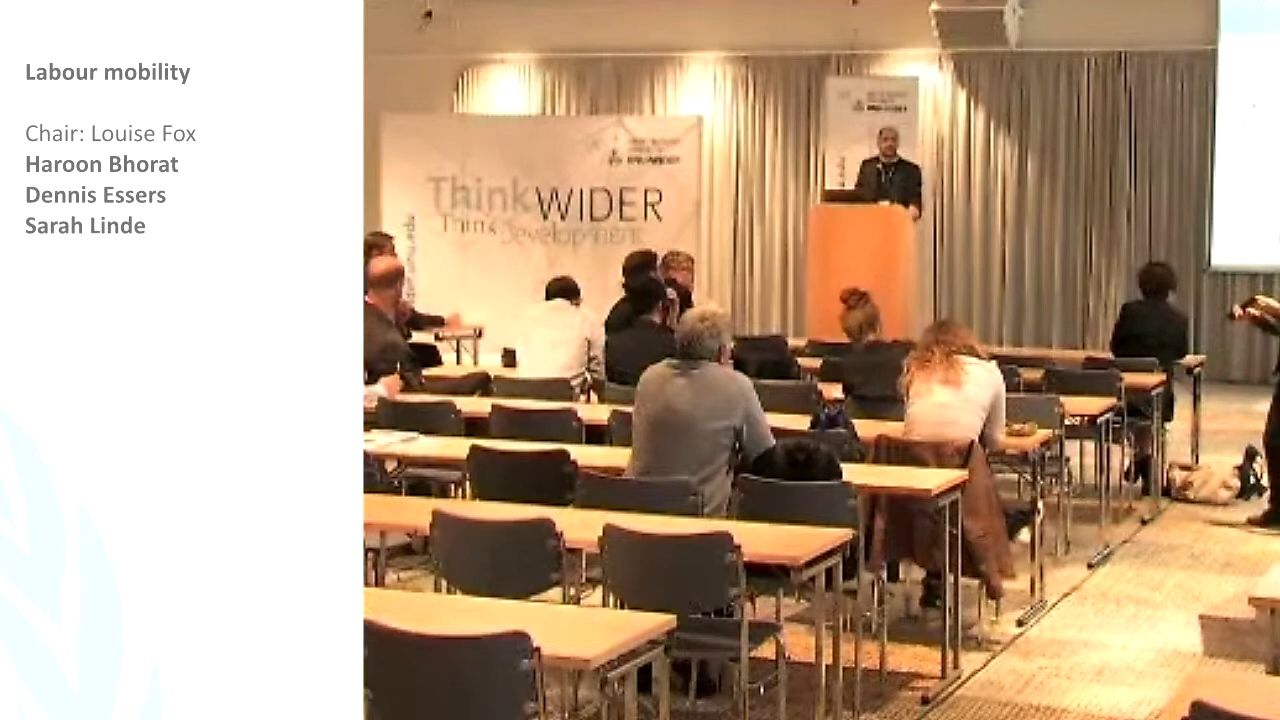 Labour mobility
Chair: Louise Fox
Haroon Bhorat
Dennis Essers
Sarah Linde
ThinkWIDER
Think Development